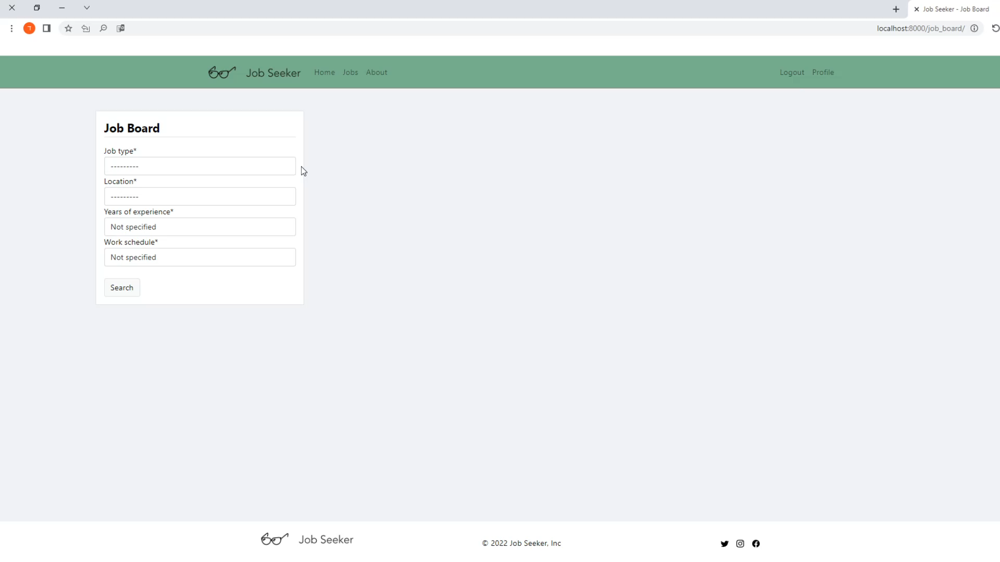 Job Seeker - Job Board
localhost:8000/job_board/
Job Seeker Home Jobs About Logout Profile
Job Board
Job type*
---------
Location*
---------
Years of experience*
Not specified
Work schedule*
Not specified
Search
Job Seeker
© 2022 Job Seeker, Inc